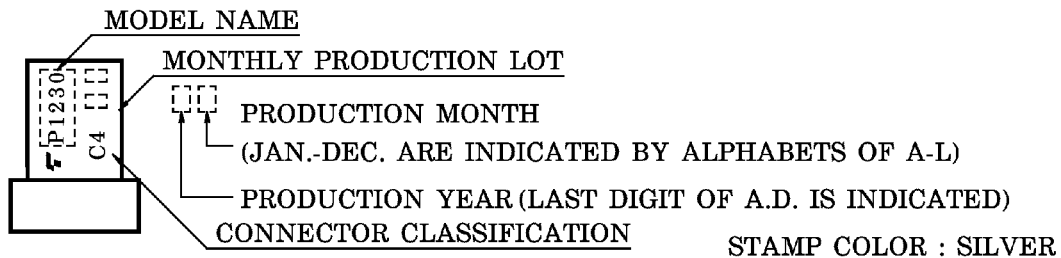 MODEL NAME
MONTHLY PRODUCTION LOT
P1230
C4
PRODUCTION MONTH
(JAN.-DEC. ARE INDICATED BY ALPHABETS OF A-L)
PRODUCTION YEAR (LAST DIGIT OF A.D. IS INDICATED)
CONNECTOR CLASSIFICATION
STAMP COLOR : SILVER